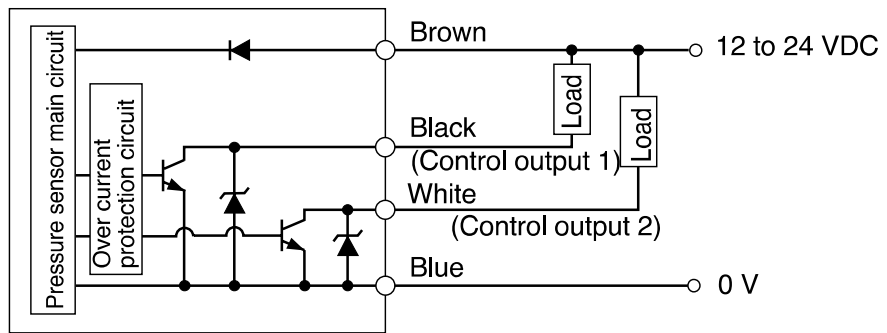 Pressure sensor main circuit
Over current
protection circuit
Brown
12 to 24 VDC
Load
Load
Black
(Control output 1)
White
(Control output 2)
Blue
0 V